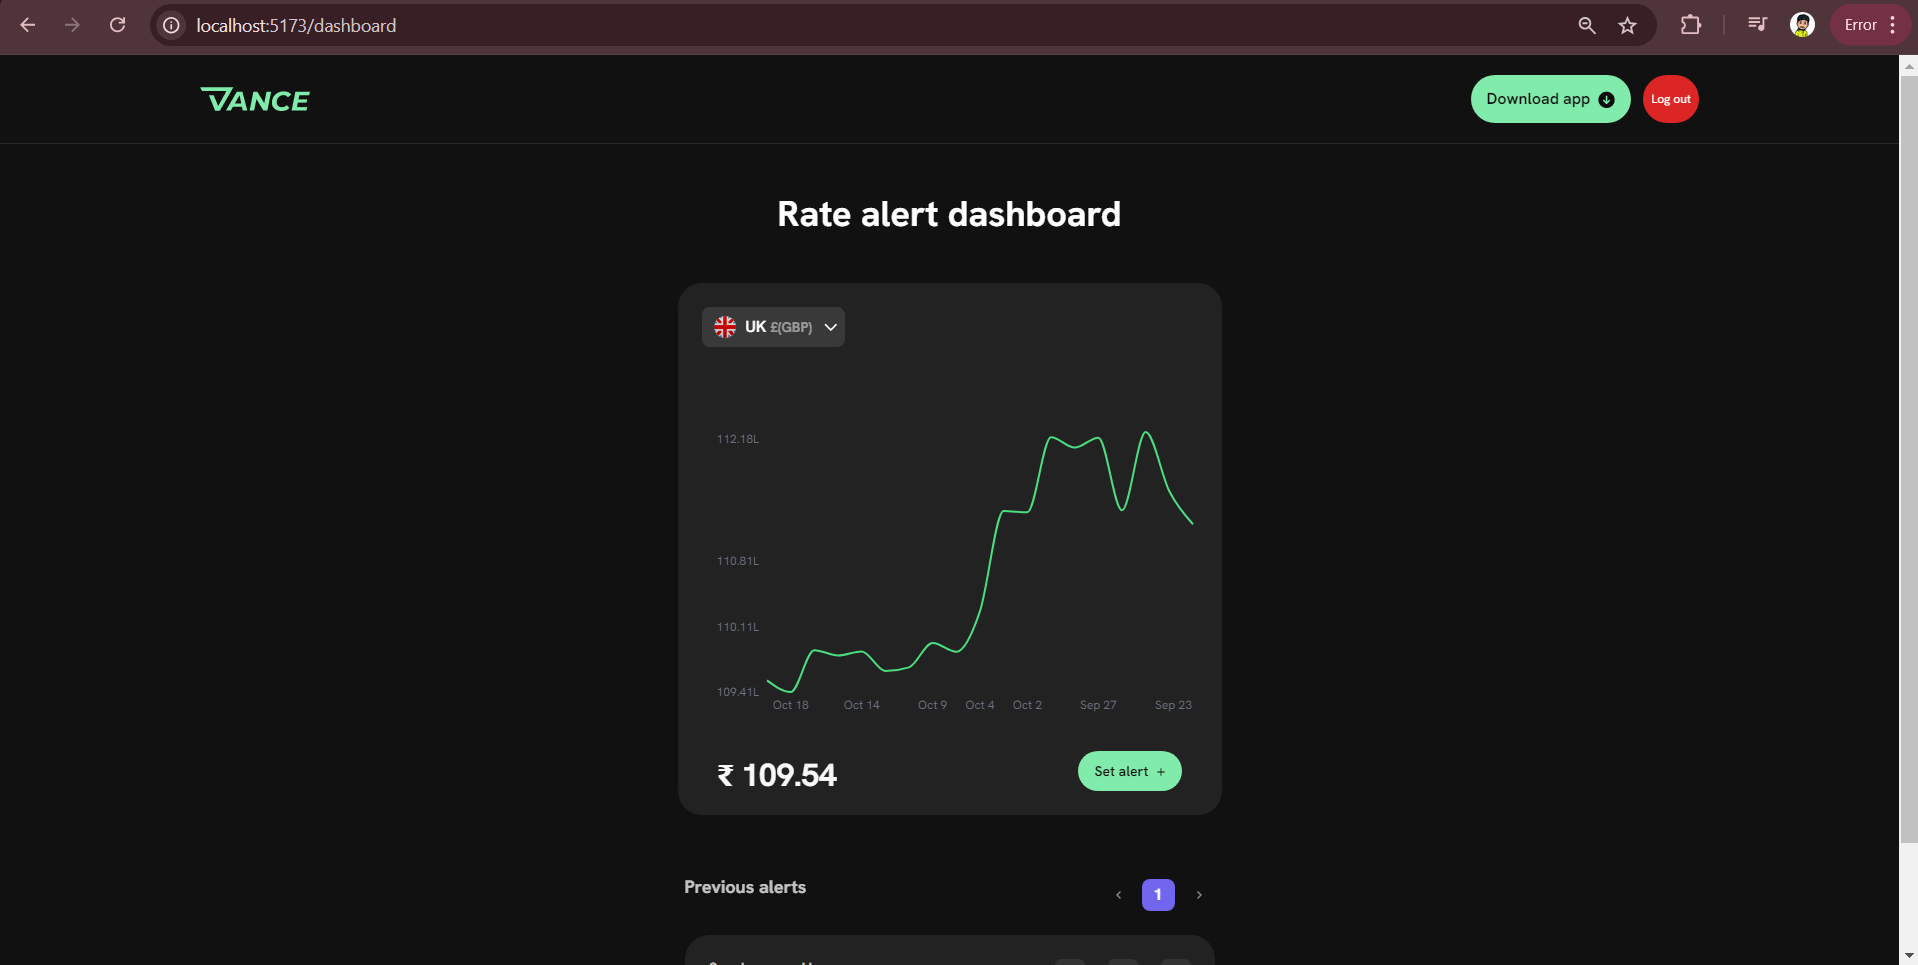 localhost:5173/dashboard
Error
VANCE
Download app
Log out
Rate alert dashboard
UK £(GBP)
112.18L
110.81L
110.11L
109.41L
Oct 18 Oct 14 Oct 9 Oct 4 Oct 2 Sep 27 Sep 23
₹ 109.54
Set alert +
Previous alerts
< 1 >